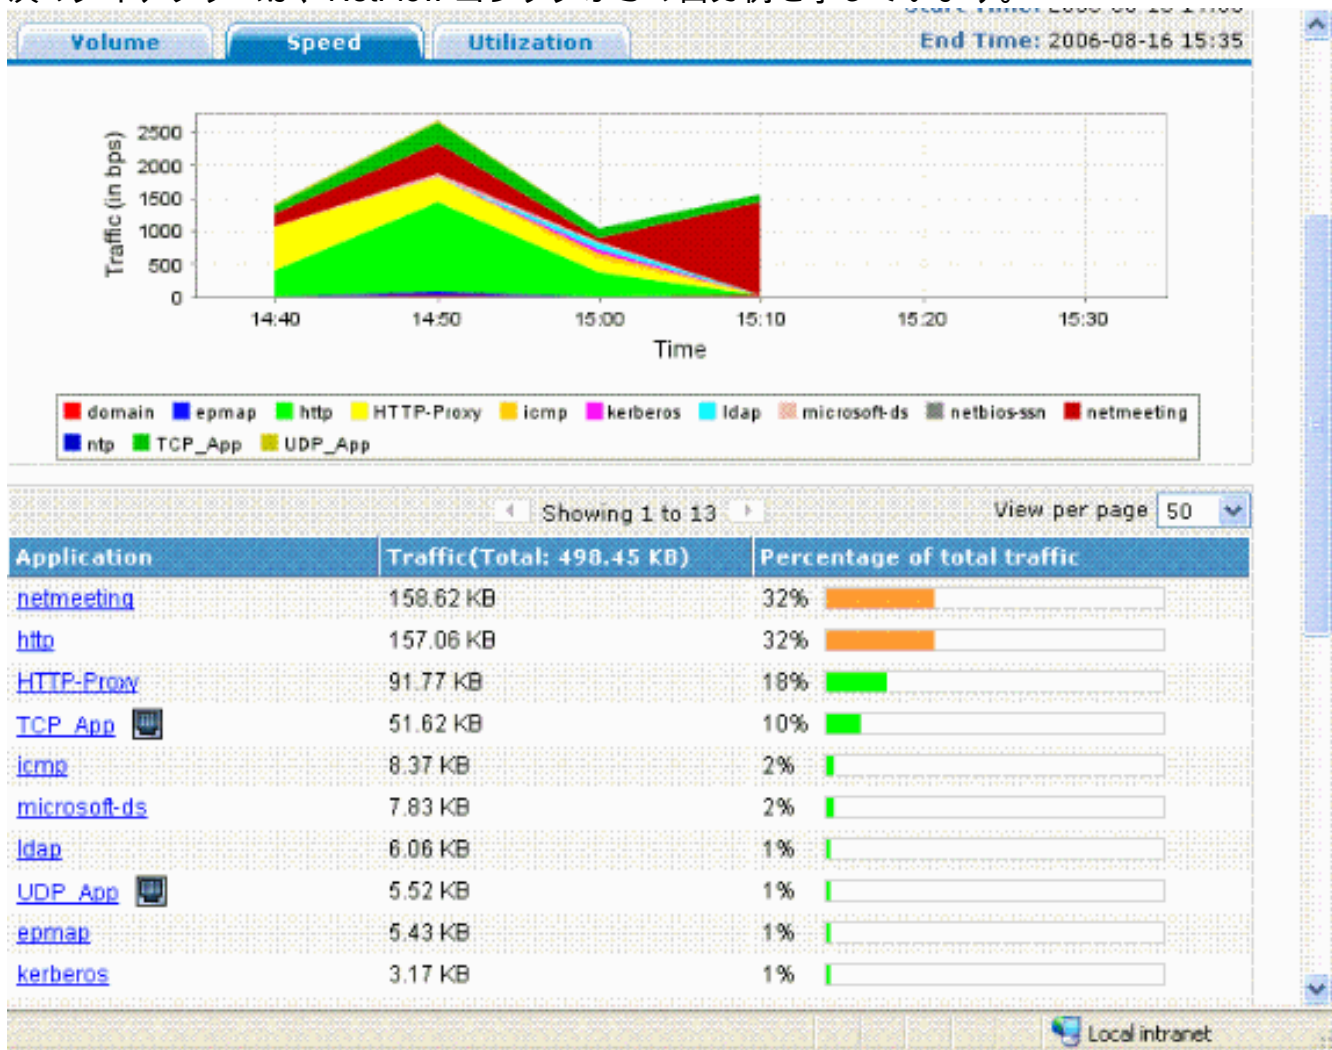 Volume Speed Utilization
End Time: 2006-08-16 15:35
Traffic (in bps)
2500
2000
1500
1000
500
0
14:40 14:50 15:00 15:10 15:20 15:30
Time
domain epmap http HTTP-Proxy icmp kerberos ldap microsoft-ds netbios-ssn netmeeting
ntp TCP_App UDP_App
Showing 1 to 13 View per page 50
Application Traffic(Total: 498.45 KB) Percentage of total traffic
netmeeting 158.62 KB 32%
http 157.06 KB 32%
HTTP-Proxy 91.77 KB 18%
TCP_App 51.62 KB 10%
icmp 8.37 KB 2%
microsoft-ds 7.83 KB 2%
ldap 6.06 KB 1%
UDP_App 5.52 KB 1%
epmap 5.43 KB 1%
kerberos 3.17 KB 1%
Local intranet